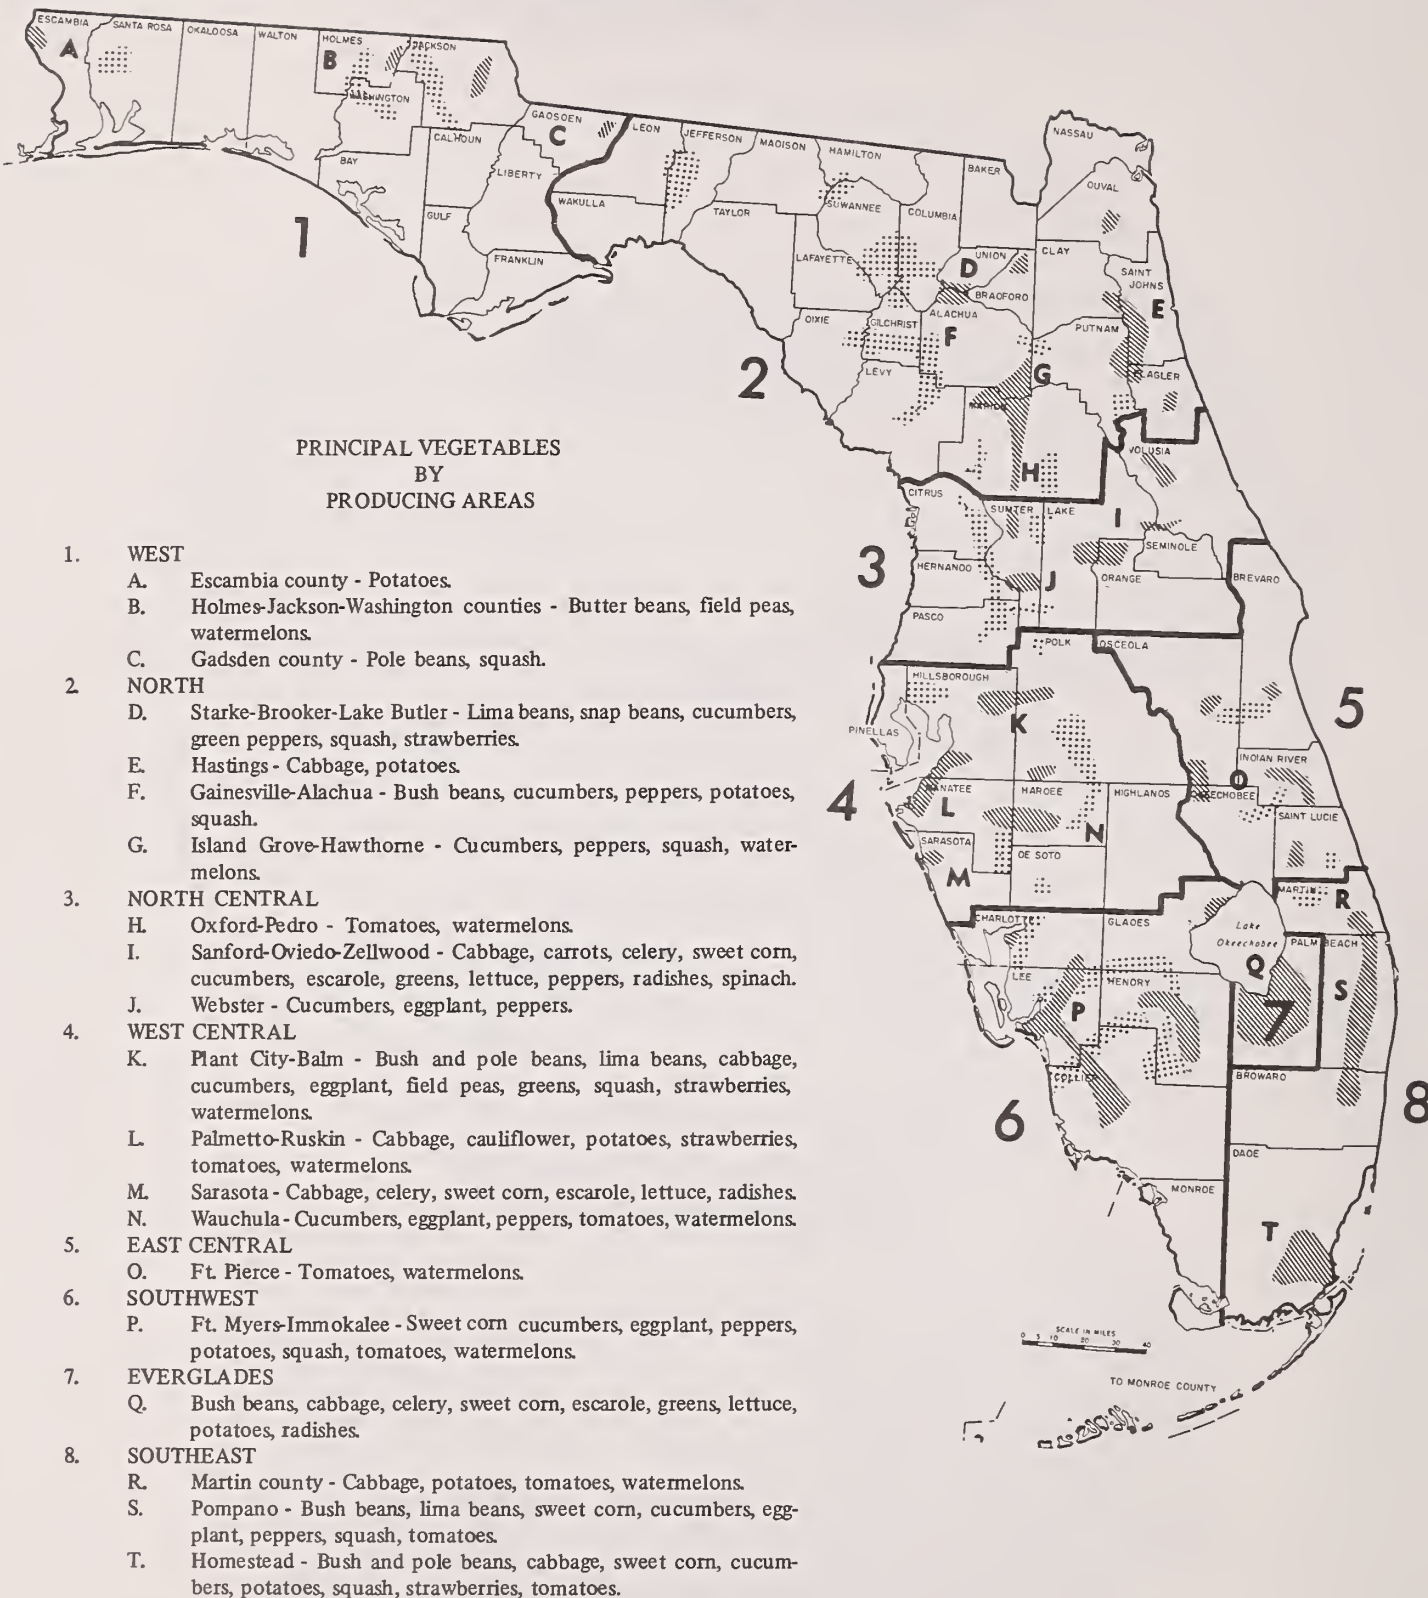 ESCAMBIA
SANTA ROSA
OKALOOSA
WALTON
HOLMES
JACKSON
A
B
WASHINGTON
GADSDEN
C
CALHOUN
BAY
LIBERTY
GULF
FRANKLIN
1
LEON
JEFFERSON
MADISON
HAMILTON
WAKULLA
TAYLOR
SUWANNEE
COLUMBIA
BAKER
NASSAU
DUVAL
LAFAYETTE
UNION
D
CLAY
BRADFORD
SAINT
JOHNS
E
DIXIE
GILCHRIST
ALACHUA
F
PUTNAM
2
LEVY
G
FLAGLER
MARION
H
VOLUSIA
CITRUS
SUMTER
LAKE
I
SEMINOLE
3
HERNANDO
J
ORANGE
BREVARD
PASCO
POLK
OSCEOLA
HILLSBOROUGH
K
5
PINELLAS
INDIAN RIVER
O
4
MANATEE
L
HARDEE
HIGHLANDS
OKEECHOBEE
SAINT LUCIE
N
SARASOTA
DE SOTO
M
MARTIN
R
CHARLOTTE
GLADES
Lake
Okeechobee
PALM BEACH
Q
LEE
HENDRY
P
7
S
COLLIER
BROWARD
6
8
DADE
MONROE
T
SCALE IN MILES
0 5 10 20 30 40
TO MONROE COUNTY
PRINCIPAL VEGETABLES
BY
PRODUCING AREAS
1. WEST
A. Escambia county - Potatoes.
B. Holmes-Jackson-Washington counties - Butter beans, field peas,
watermelons.
C. Gadsden county - Pole beans, squash.
2 NORTH
D. Starke-Brooker-Lake Butler - Lima beans, snap beans, cucumbers,
green peppers, squash, strawberries.
E. Hastings - Cabbage, potatoes.
F. Gainesville-Alachua - Bush beans, cucumbers, peppers, potatoes,
squash.
G. Island Grove-Hawthorne - Cucumbers, peppers, squash, water-
melons.
3. NORTH CENTRAL
H. Oxford-Pedro - Tomatoes, watermelons.
I. Sanford-Oviedo-Zellwood - Cabbage, carrots, celery, sweet corn,
cucumbers, escarole, greens, lettuce, peppers, radishes, spinach.
J. Webster - Cucumbers, eggplant, peppers.
4. WEST CENTRAL
K. Plant City-Balm - Bush and pole beans, lima beans, cabbage,
cucumbers, eggplant, field peas, greens, squash, strawberries,
watermelons.
L. Palmetto-Ruskin - Cabbage, cauliflower, potatoes, strawberries,
tomatoes, watermelons.
M. Sarasota - Cabbage, celery, sweet corn, escarole, lettuce, radishes.
N. Wauchula - Cucumbers, eggplant, peppers, tomatoes, watermelons.
5. EAST CENTRAL
O. Ft. Pierce - Tomatoes, watermelons.
6. SOUTHWEST
P. Ft. Myers-Immokalee - Sweet corn cucumbers, eggplant, peppers,
potatoes, squash, tomatoes, watermelons.
7. EVERGLADES
Q. Bush beans, cabbage, celery, sweet corn, escarole, greens, lettuce,
potatoes, radishes.
8. SOUTHEAST
R. Martin county - Cabbage, potatoes, tomatoes, watermelons.
S. Pompano - Bush beans, lima beans, sweet corn, cucumbers, egg-
plant, peppers, squash, tomatoes.
T. Homestead - Bush and pole beans, cabbage, sweet corn, cucum-
bers, potatoes, squash, strawberries, tomatoes.